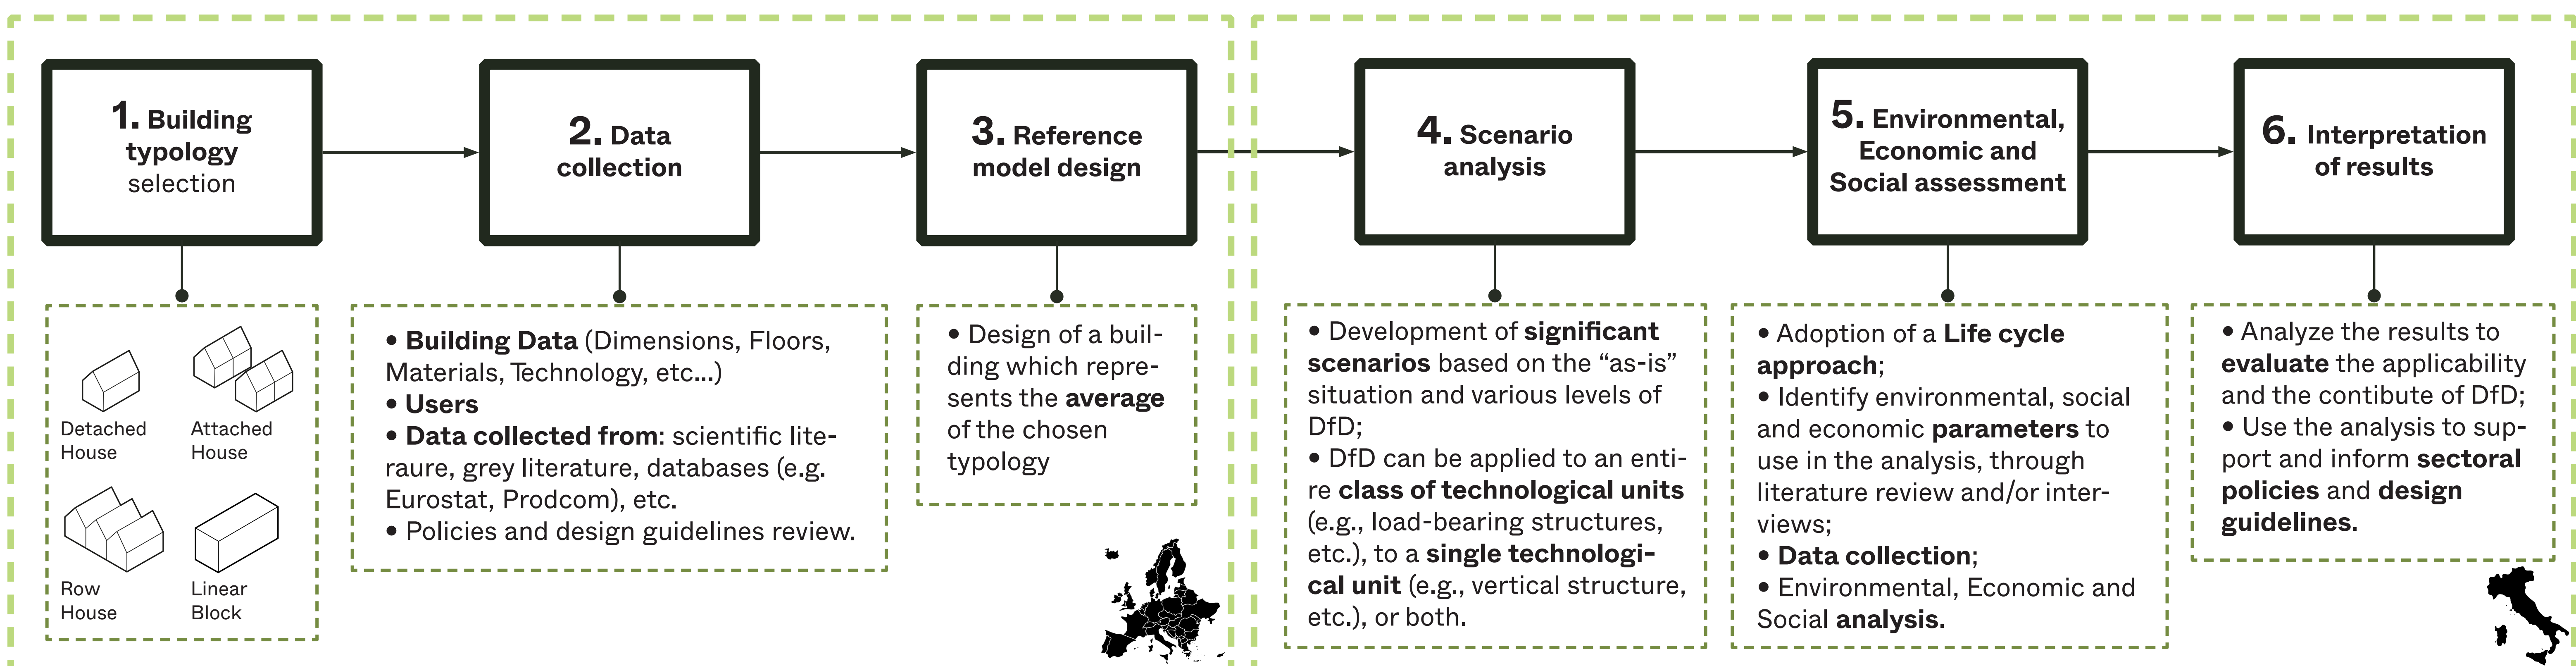 1. Building
typology
selection
2. Data
collection
3. Reference
model design
4. Scenario
analysis
5. Environmental,
Economic and
Social assessment
6. Interpretation
of results
Detached
House
Attached
House
Row
House
Linear
Block
• Building Data (Dimensions, Floors,
Materials, Technology, etc...)
• Users
• Data collected from: scientific lite-
raure, grey literature, databases (e.g.
Eurostat, Prodcom), etc.
• Policies and design guidelines review.
• Design of a buil-
ding which repre-
sents the average
of the chosen
typology
• Development of significant
scenarios based on the “as-is”
situation and various levels of
DfD;
• DfD can be applied to an enti-
re class of technological units
(e.g., load-bearing structures,
etc.), to a single technologi-
cal unit (e.g., vertical structure,
etc.), or both.
• Adoption of a Life cycle
approach;
• Identify environmental, social
and economic parameters to
use in the analysis, through
literature review and/or inter-
views;
• Data collection;
• Environmental, Economic and
Social analysis.
• Analyze the results to
evaluate the applicability
and the contibute of DfD;
• Use the analysis to sup-
port and inform sectoral
policies and design
guidelines.